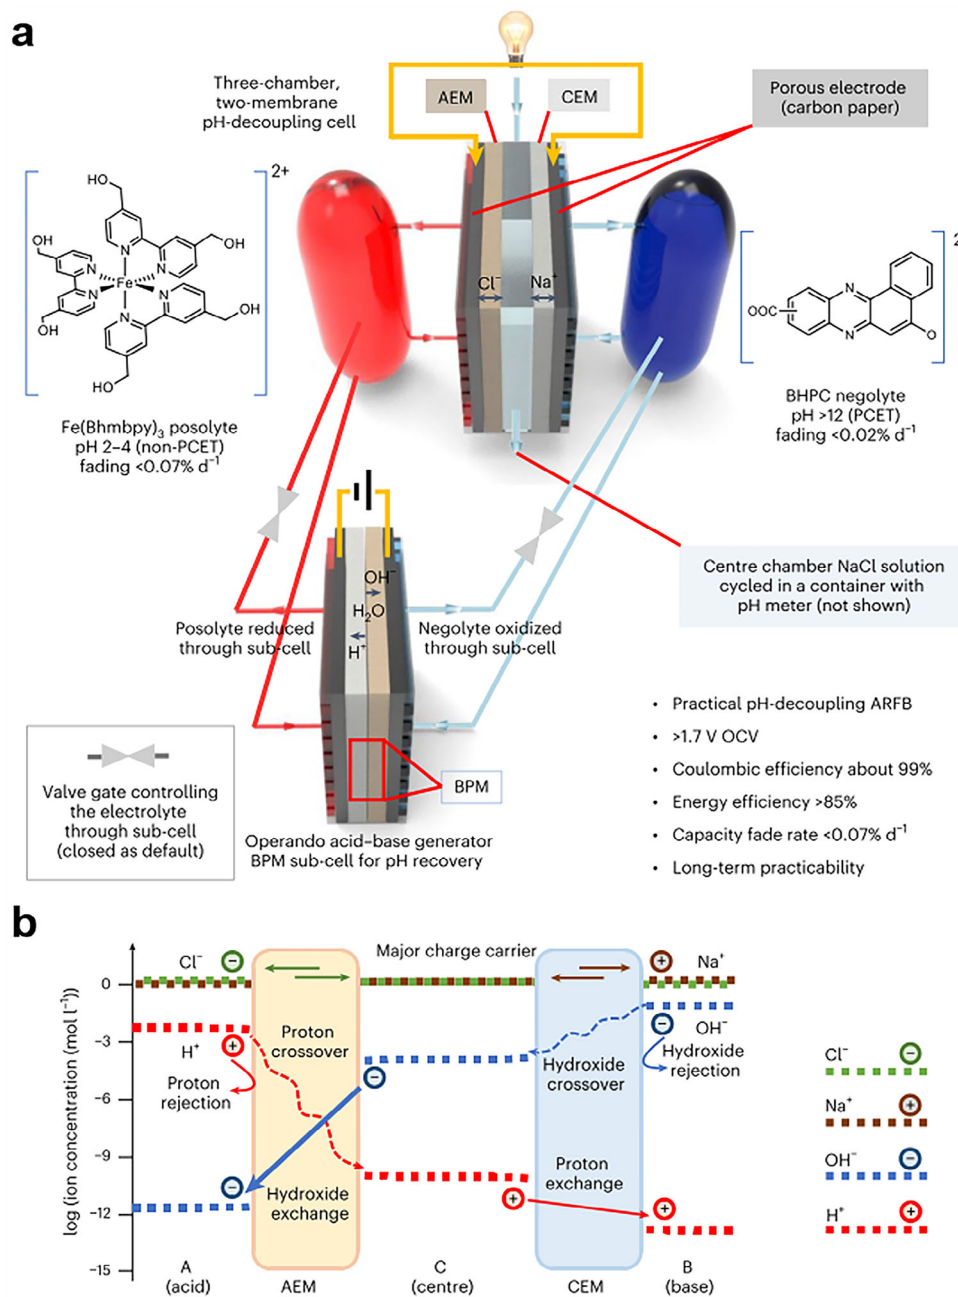 a
Three-chamber,
two-membrane
pH-decoupling cell
AEM
CEM
Porous electrode
(carbon paper)
2+
HO
HO
OH
OH
N
N
N
N
Fe
N
N
HO
OH
HO
Fe(Bhmbpy)₃ posolyte
pH 2–4 (non-PCET)
fading <0.07% d⁻¹
Cl⁻
Na⁺
2
OOC
N
N
O
BHPC negolyte
pH >12 (PCET)
fading <0.02% d⁻¹
OH⁻
H₂O
H⁺
Posolyte reduced
through sub-cell
Negolyte oxidized
through sub-cell
Centre chamber NaCl solution
cycled in a container with
pH meter (not shown)
Valve gate controlling
the electrolyte
through sub-cell
(closed as default)
BPM
Operando acid–base generator
BPM sub-cell for pH recovery
• Practical pH-decoupling ARFB
• >1.7 V OCV
• Coulombic efficiency about 99%
• Energy efficiency >85%
• Capacity fade rate <0.07% d⁻¹
• Long-term practicability
b
log (ion concentration (mol l⁻¹))
0
−3
−6
−9
−12
−15
Cl⁻
−
Major charge carrier
+
Na⁺
H⁺
+
Proton
rejection
Proton
crossover
−
Hydroxide
crossover
−
OH⁻
Hydroxide
rejection
−
Hydroxide
exchange
+
Proton
exchange
+
A
(acid)
AEM
C
(centre)
CEM
B
(base)
Cl⁻
−
Na⁺
+
OH⁻
−
H⁺
+